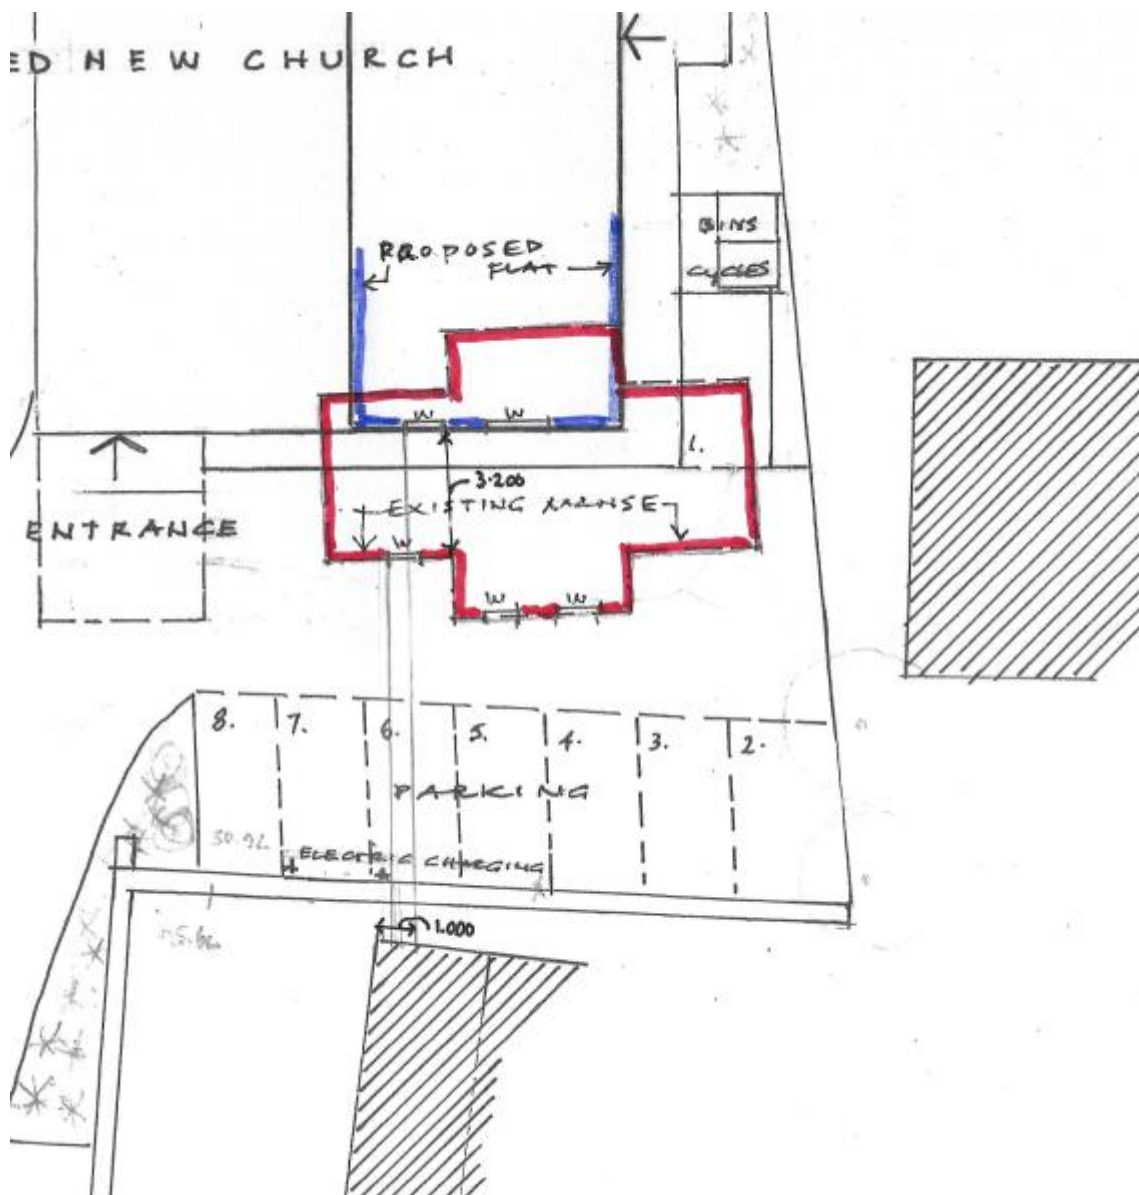 ED NEW CHURCH
BINS
CYCLES
PROPOSED
FLAT
W W
1.
3.200
EXISTING MANSE
ENTRANCE
W
W W
8. 7. 6. 5. 4. 3. 2.
PARKING
30.92
ELECTRIC CHARGING
1.000